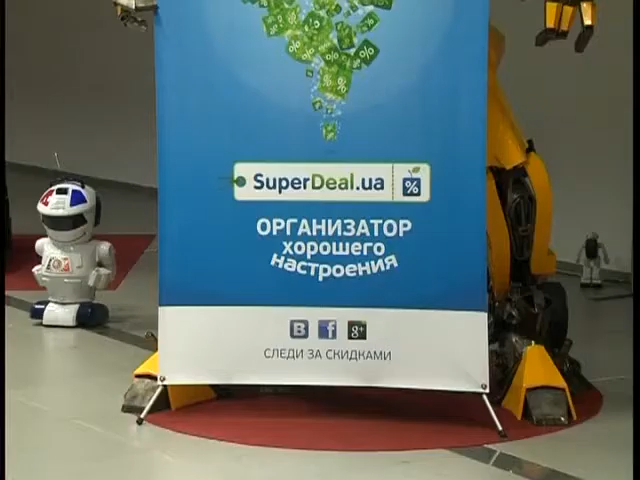 SuperDeal.ua %
ОРГАНИЗАТОР
хорошего
настроения
B f g+
СЛЕДИ ЗА СКИДКАМИ